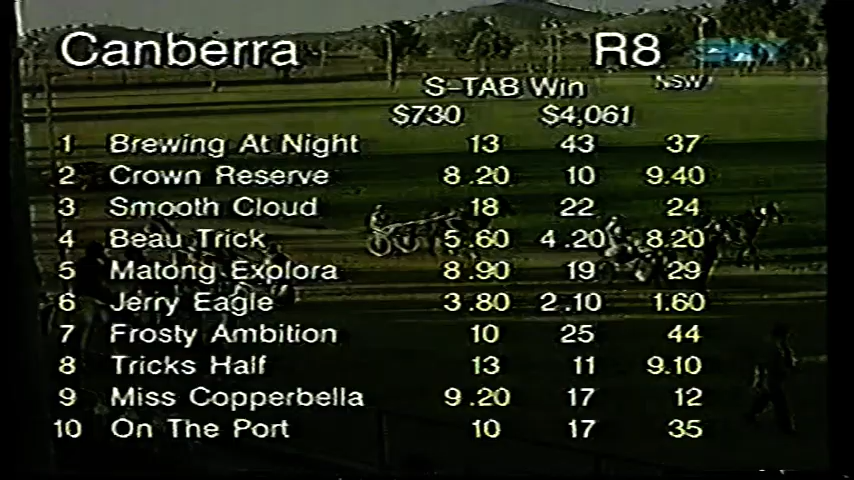 Canberra R8 SKY
S-TAB Win NSW
$730 $4,061
1 Brewing At Night 13 43 37
2 Crown Reserve 8.20 10 9.40
3 Smooth Cloud 18 22 24
4 Beau Trick 5.60 4.20 8.20
5 Matong Explora 8.90 19 29
6 Jerry Eagle 3.80 2.10 1.60
7 Frosty Ambition 10 25 44
8 Tricks Half 13 11 9.10
9 Miss Copperbella 9.20 17 12
10 On The Port 10 17 35